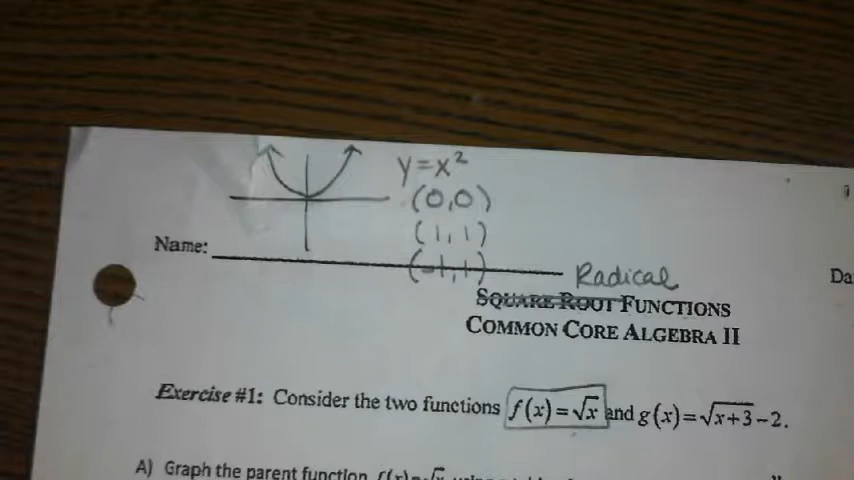 y=x²
(0,0)
(1,1)
Name:
(-1,1)
Radical
Da
SQUARE ROOT FUNCTIONS
COMMON CORE ALGEBRA II
Exercise #1: Consider the two functions f(x)=√x and g(x)=√x+3-2.
A) Graph the parent function